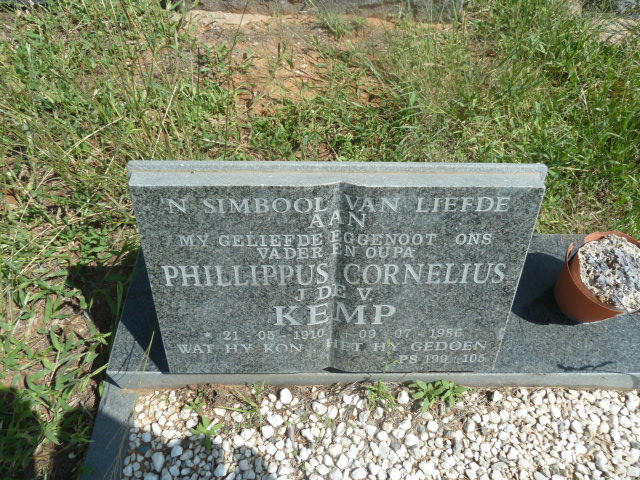 'N SIMBOOL VAN LIEFDE
AAN
MY GELIEFDE EGGENOOT ONS
VADER EN OUPA
PHILLIPPUS CORNELIUS
J DE V.
KEMP
* 21-05-1910 - 09-07-1986
WAT HY KON HET HY GEDOEN
PS 199-105